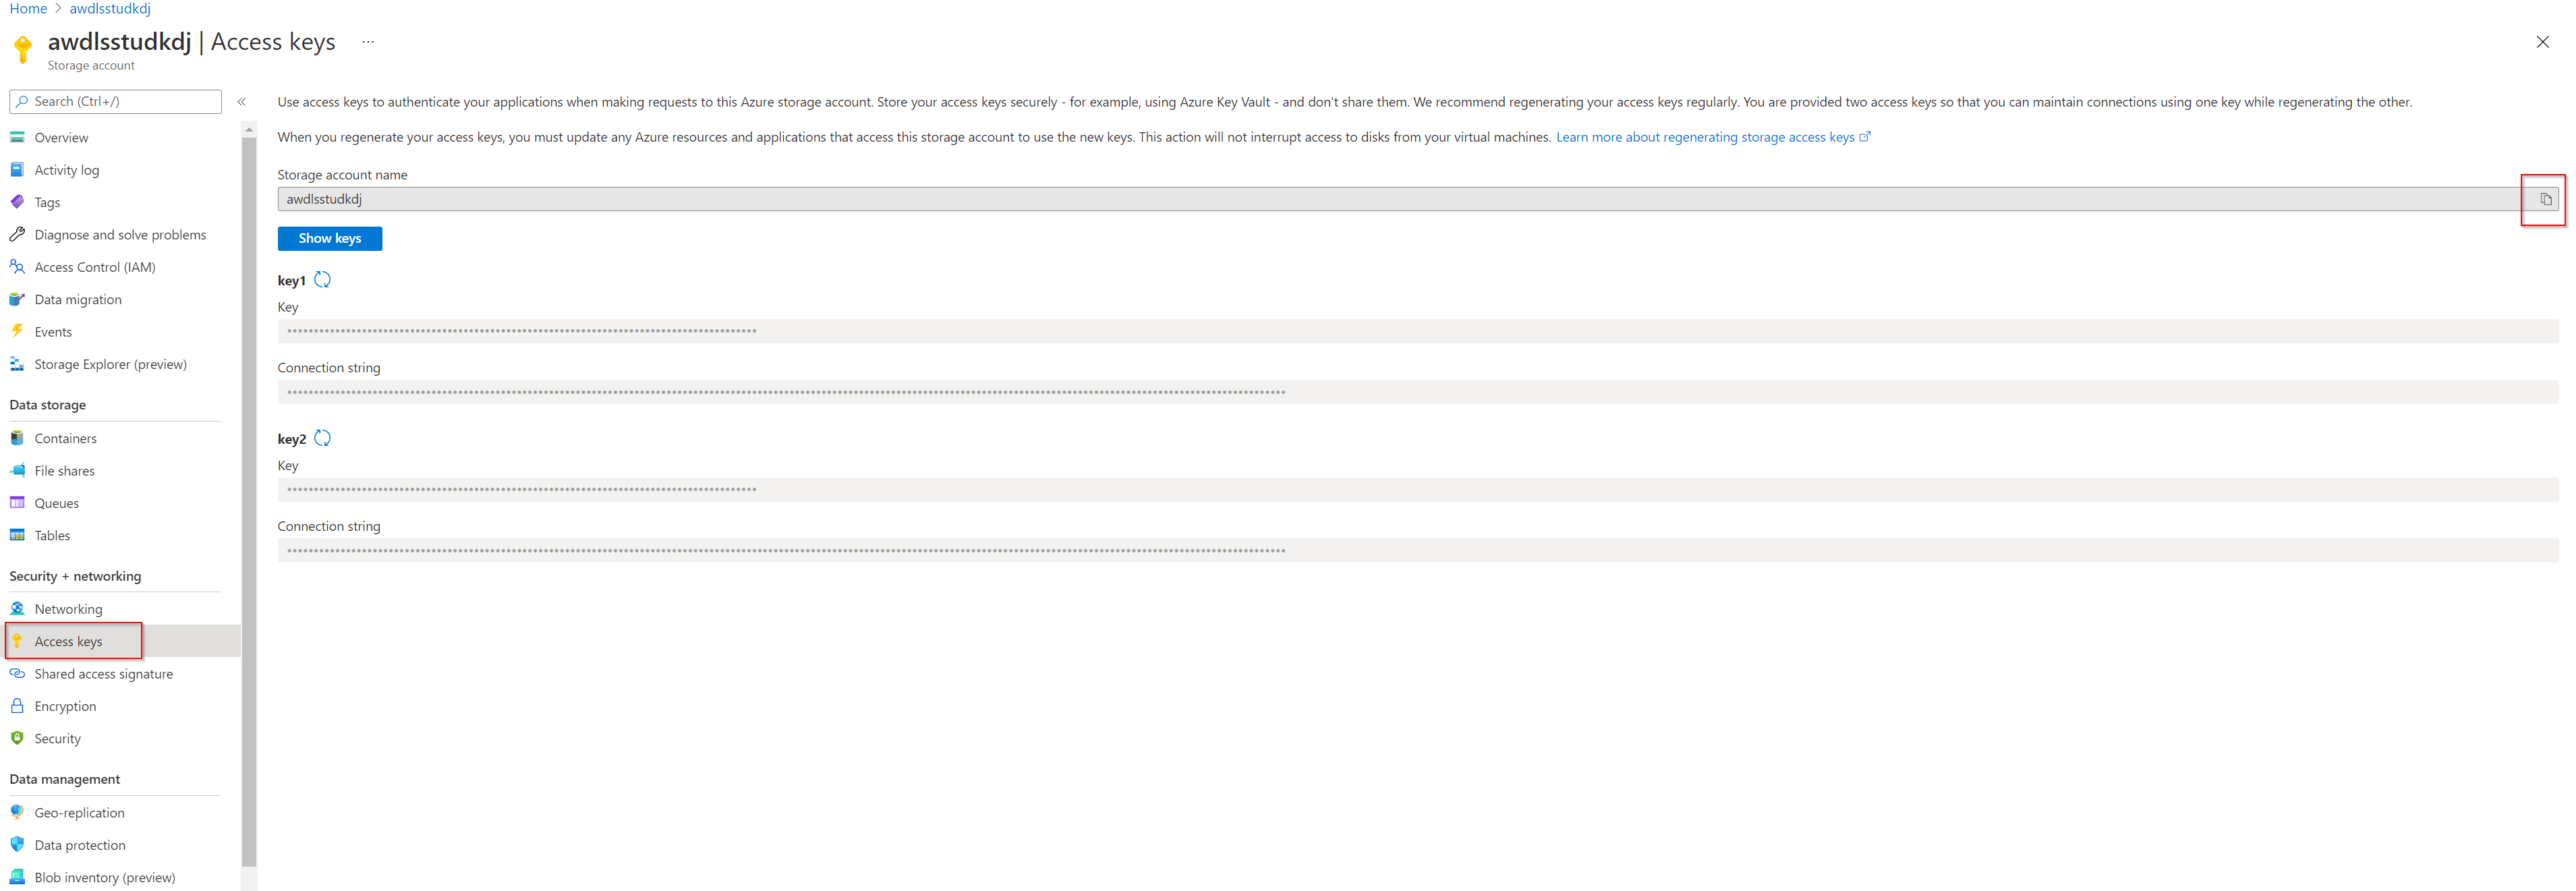 Home > awdlsstudkdj
awdlsstudkdj | Access keys ...
Storage account
Search (Ctrl+/)
«
Overview
Activity log
Tags
Diagnose and solve problems
Access Control (IAM)
Data migration
Events
Storage Explorer (preview)
Data storage
Containers
File shares
Queues
Tables
Security + networking
Networking
Access keys
Shared access signature
Encryption
Security
Data management
Geo-replication
Data protection
Blob inventory (preview)
Use access keys to authenticate your applications when making requests to this Azure storage account. Store your access keys securely - for example, using Azure Key Vault - and don't share them. We recommend regenerating your access keys regularly. You are provided two access keys so that you can maintain connections using one key while regenerating the other.
When you regenerate your access keys, you must update any Azure resources and applications that access this storage account to use the new keys. This action will not interrupt access to disks from your virtual machines. Learn more about regenerating storage access keys
Storage account name
awdlsstudkdj
Show keys
key1
Key
Connection string
key2
Key
Connection string